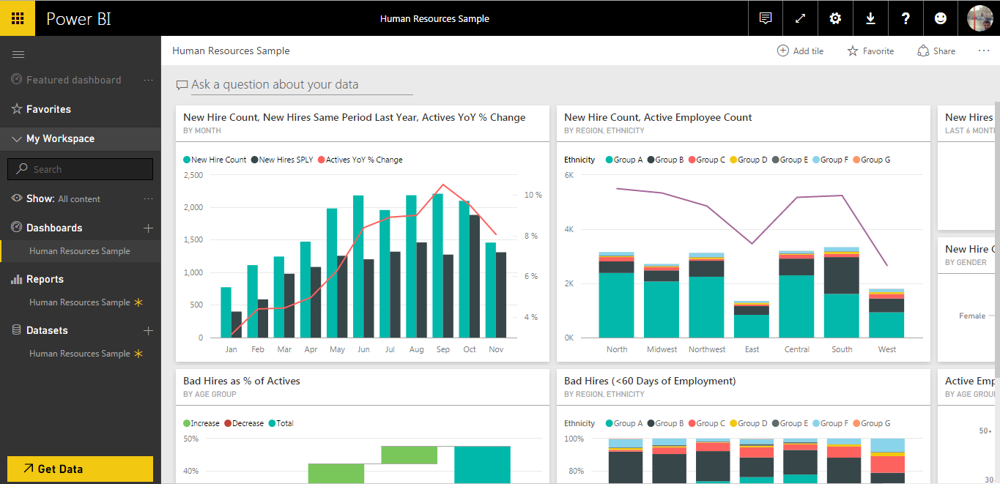 Power BI
Human Resources Sample
Human Resources Sample
Add tile
Favorite
Share
Featured dashboard
Favorites
My Workspace
Search
Show: All content
Dashboards
Human Resources Sample
Reports
Human Resources Sample
Datasets
Human Resources Sample
Get Data
Ask a question about your data
New Hire Count, New Hires Same Period Last Year, Actives YoY % Change
BY MONTH
New Hire Count New Hires SPLY Actives YoY % Change
2,500
2,000
1,500
1,000
500
0
10 %
8 %
6 %
4 %
Jan Feb Mar Apr May Jun Jul Aug Sep Oct Nov
New Hire Count, Active Employee Count
BY REGION, ETHNICITY
Ethnicity Group A Group B Group C Group D Group E Group F Group G
6K
4K
2K
0K
North Midwest Northwest East Central South West
New Hires
LAST 6 MONT
New Hire C
BY GENDER
Female
Bad Hires as % of Actives
BY AGE GROUP
Increase Decrease Total
50%
40%
Bad Hires (<60 Days of Employment)
BY REGION, ETHNICITY
Ethnicity Group A Group B Group C Group D Group E Group F Group G
100%
80%
Active Emp
BY AGE GROU
50+
30